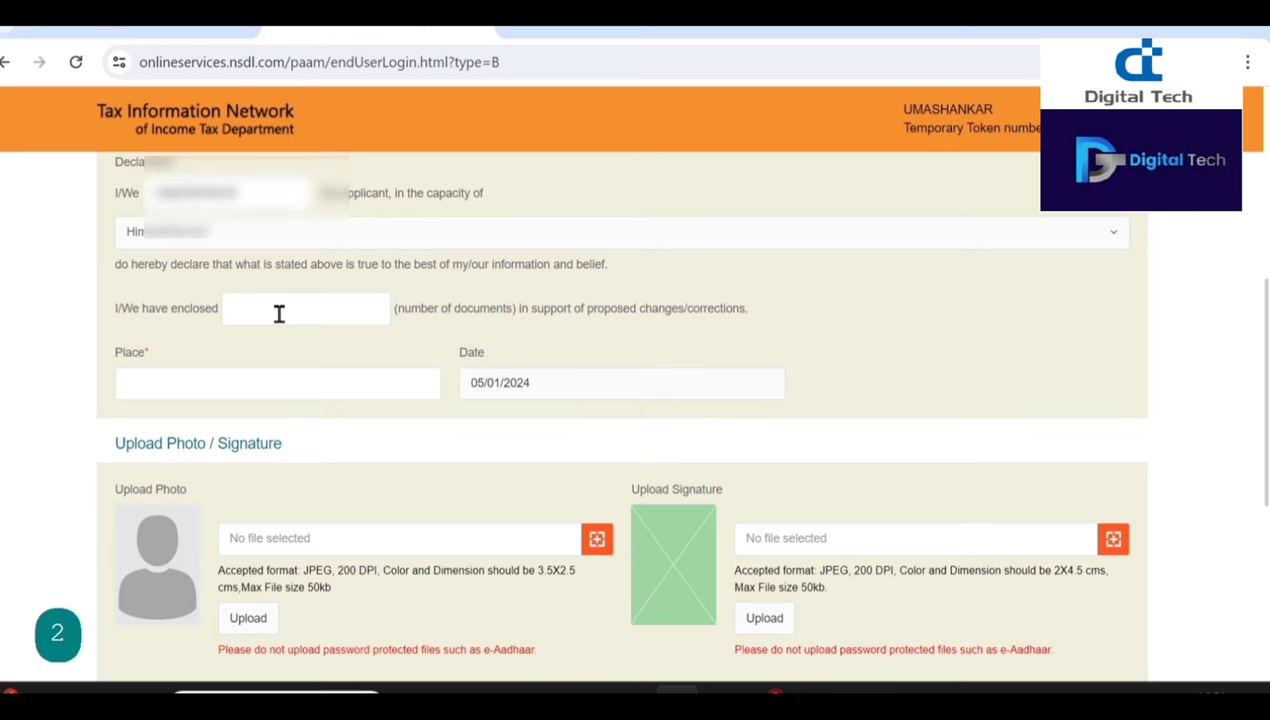 onlineservices.nsdl.com/paam/endUserLogin.html?type=B
Digital Tech
Digital Tech
Tax Information Network
of Income Tax Department
UMASHANKAR
Temporary Token
I/We
applicant, in the capacity of
do hereby declare that what is stated above is true to the best of my/our information and belief.
I/We have enclosed (number of documents) in support of proposed changes/corrections.
Place* Date
05/01/2024
Upload Photo / Signature
Upload Photo Upload Signature
No file selected No file selected
Accepted format: JPEG, 200 DPI, Color and Dimension should be 3.5X2.5 Accepted format: JPEG, 200 DPI, Color and Dimension should be 2X4.5 cms,
cms,Max File size 50kb Max File size 50kb.
Upload Upload
Please do not upload password protected files such as e-Aadhaar. Please do not upload password protected files such as e-Aadhaar.
2